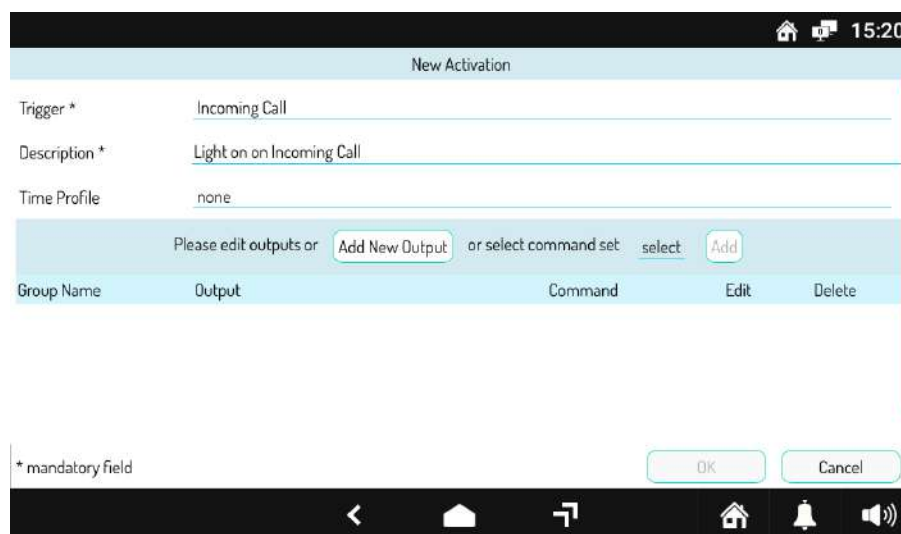 15:20
New Activation
Trigger * Incoming Call
Description * Light on on Incoming Call
Time Profile none
Please edit outputs or Add New Output or select command set select Add
Group Name Output Command Edit Delete
* mandatory field OK Cancel